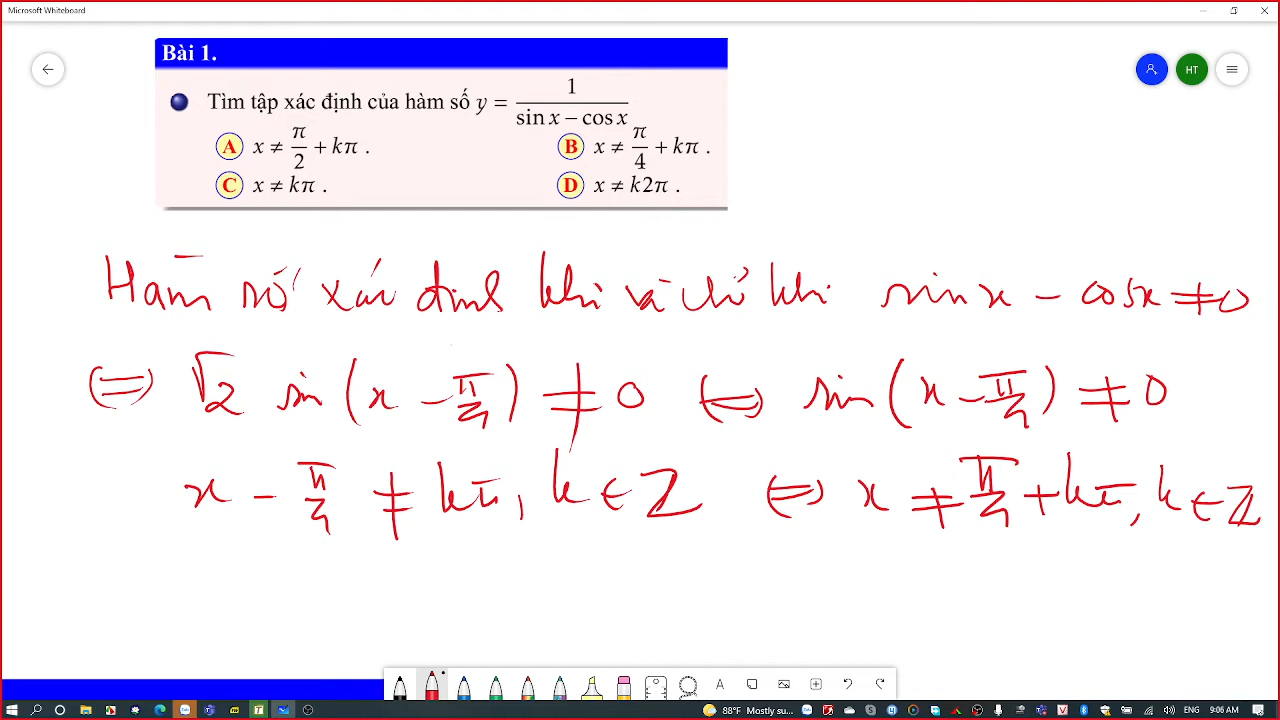 Microsoft Whiteboard
Bài 1.
HT
Tìm tập xác định của hàm số y = 1/(sin x − cos x)
A x ≠ π/2 + kπ .
B x ≠ π/4 + kπ .
C x ≠ kπ .
D x ≠ k2π .
Hàm số xác định khi và chỉ khi sin x − cos x ≠ 0
⇔ √2 sin(x − π/4) ≠ 0 ⇔ sin(x − π/4) ≠ 0
x − π/4 ≠ kπ, k ∈ ℤ ⇔ x ≠ π/4 + kπ, k ∈ ℤ
88°F Mostly su... ENG 9:06 AM